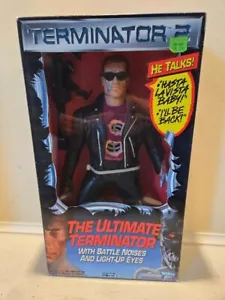 TERMINATOR 2
HE TALKS!
"HASTA
LA VISTA
BABY!"
"I'LL BE
BACK!"
THE ULTIMATE
TERMINATOR
WITH BATTLE NOISES
AND LIGHT-UP EYES